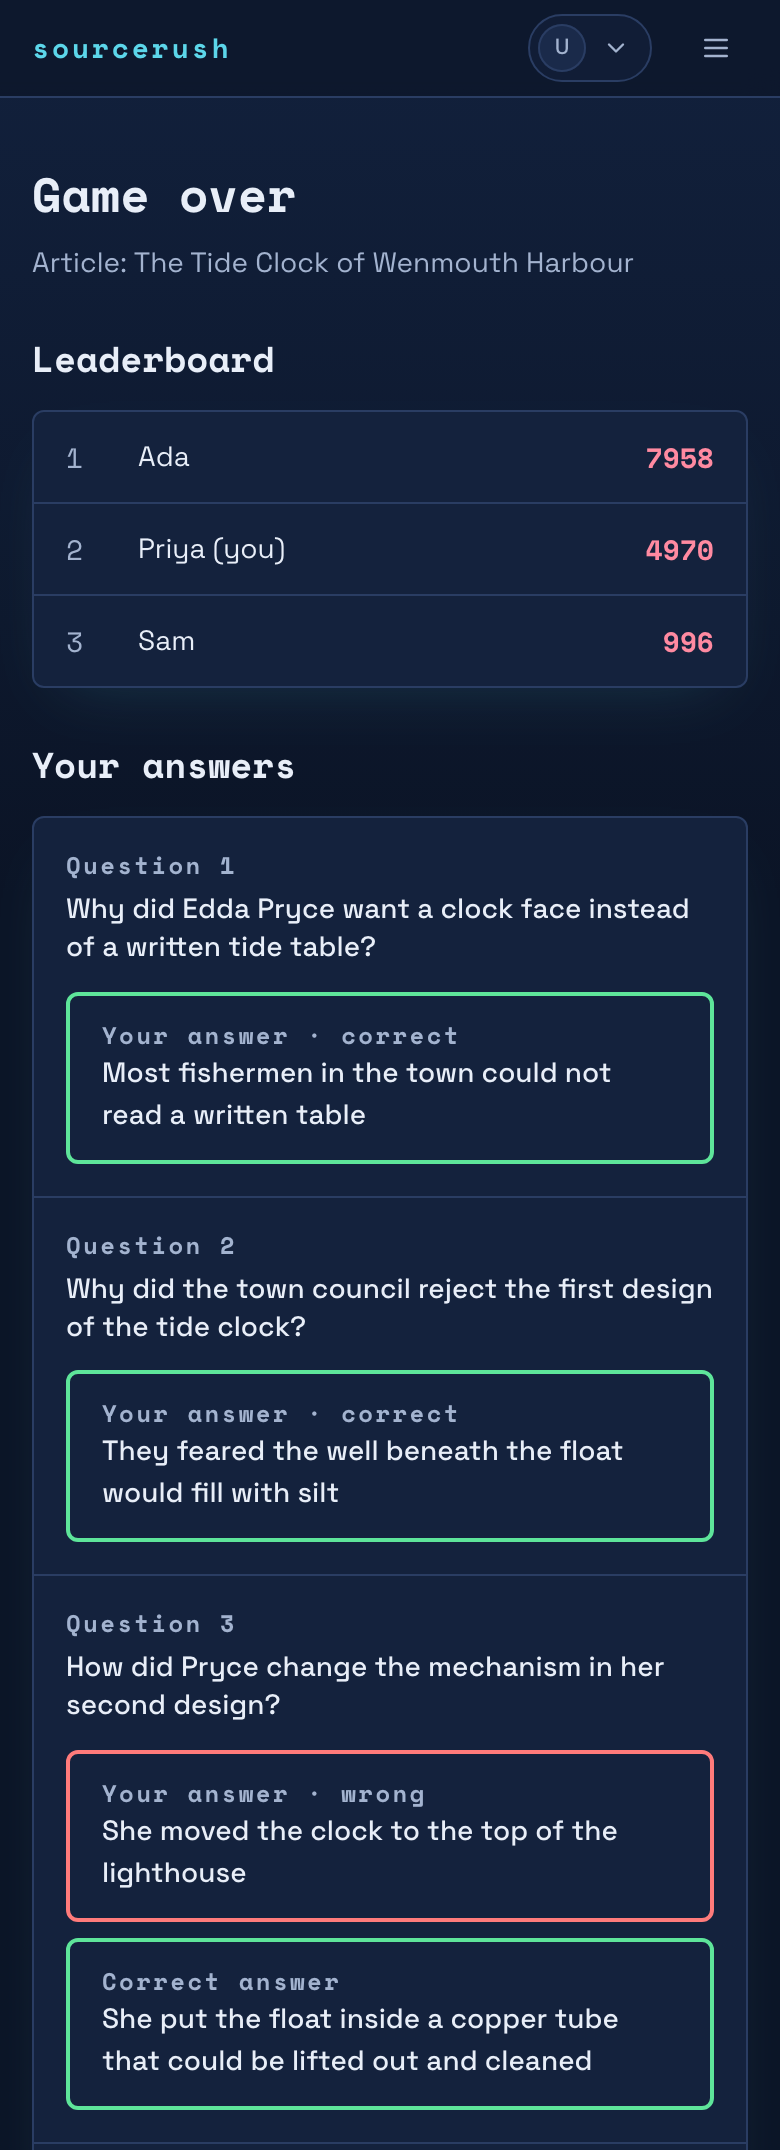 sourcerush
U
Game over
Article: The Tide Clock of Wenmouth Harbour
Leaderboard
1 Ada 7958
2 Priya (you) 4970
3 Sam 996
Your answers
Question 1
Why did Edda Pryce want a clock face instead
of a written tide table?
Your answer · correct
Most fishermen in the town could not
read a written table
Question 2
Why did the town council reject the first design
of the tide clock?
Your answer · correct
They feared the well beneath the float
would fill with silt
Question 3
How did Pryce change the mechanism in her
second design?
Your answer · wrong
She moved the clock to the top of the
lighthouse
Correct answer
She put the float inside a copper tube
that could be lifted out and cleaned